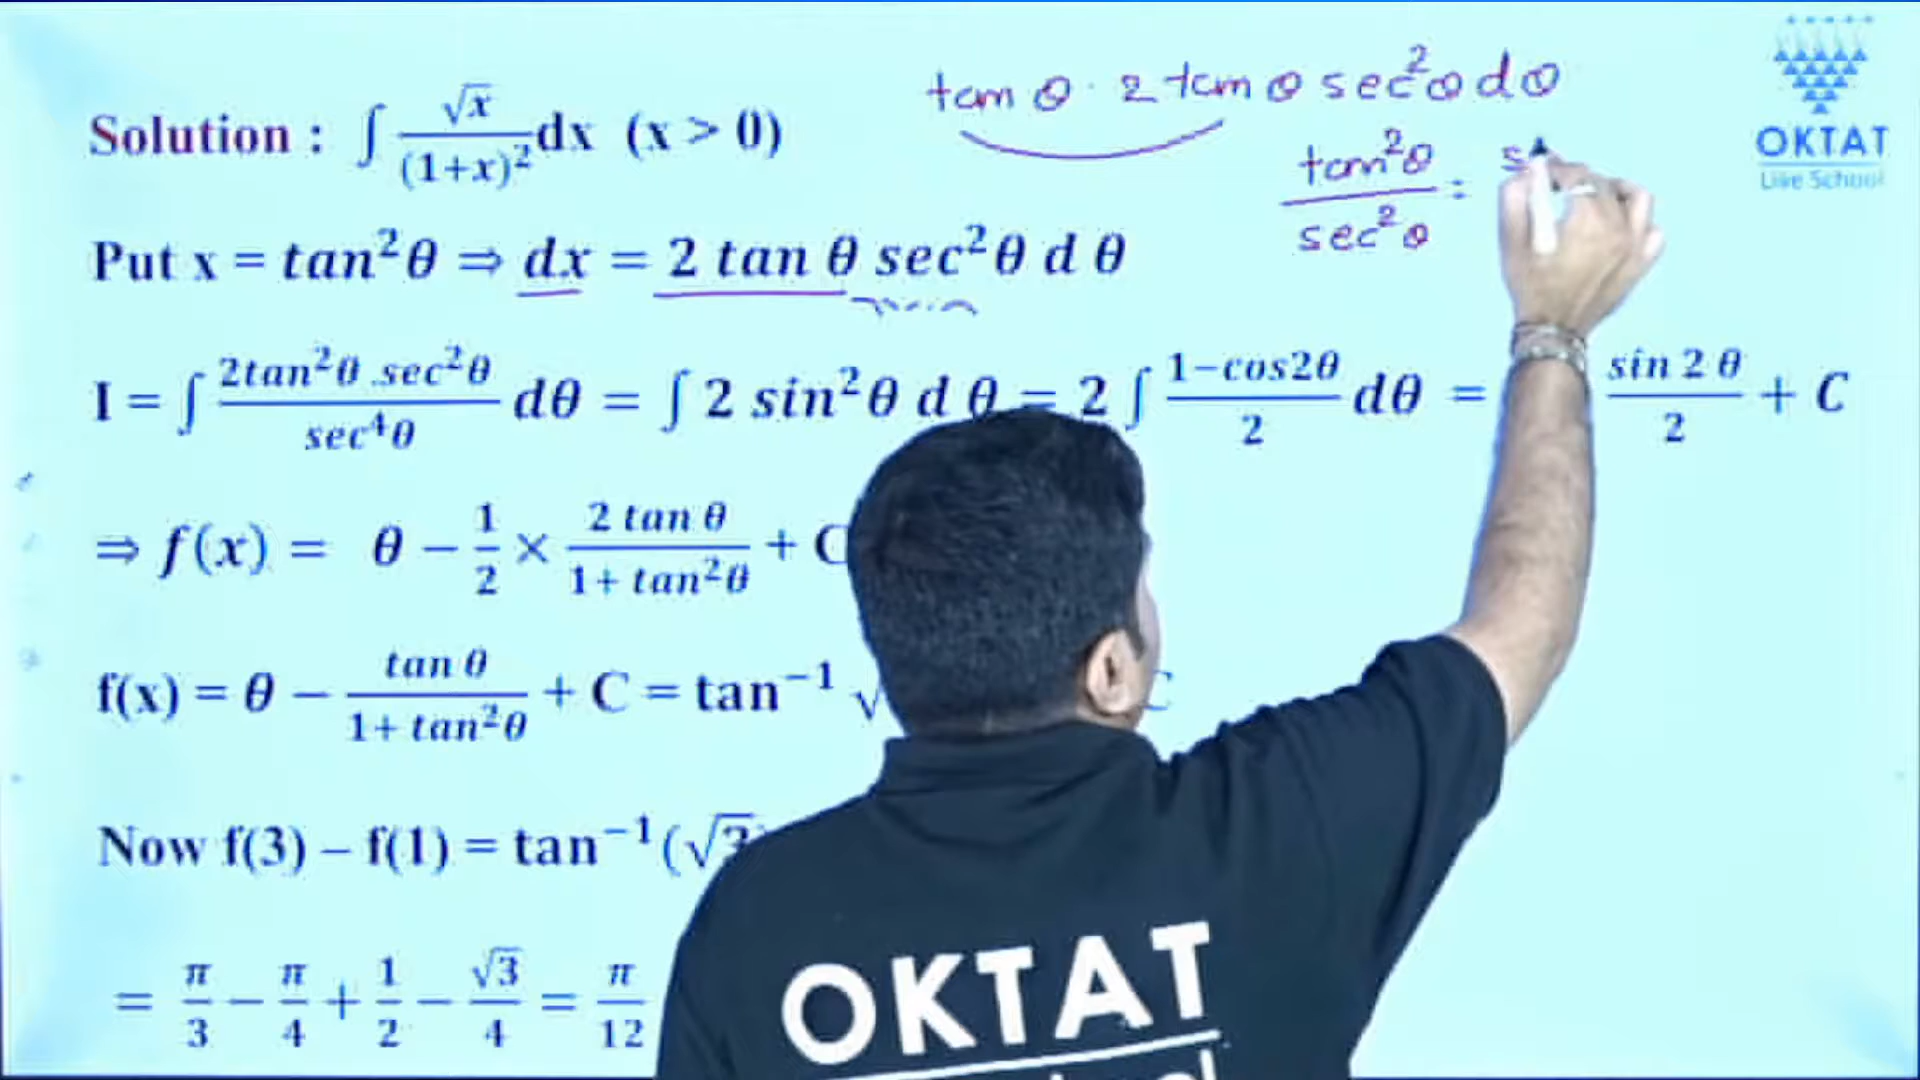 tan θ · 2 tan θ sec²θ dθ
Solution : ∫ √x/(1+x)² dx (x > 0)
tan²θ/sec²θ =
OKTAT
Like School
Put x = tan²θ ⇒ dx = 2 tan θ sec²θ d θ
I = ∫ 2tan²θ .sec²θ/sec⁴θ dθ = ∫ 2 sin²θ d θ = 2 ∫ 1−cos2θ/2 dθ = sin 2 θ/2 + C
⇒ f(x) = θ − 1/2 × 2 tan θ/1+ tan²θ + C
f(x) = θ − tan θ/1+ tan²θ + C = tan⁻¹ √ C
Now f(3) – f(1) = tan⁻¹(√3
= π/3 − π/4 + 1/2 − √3/4 = π/12
OKTAT